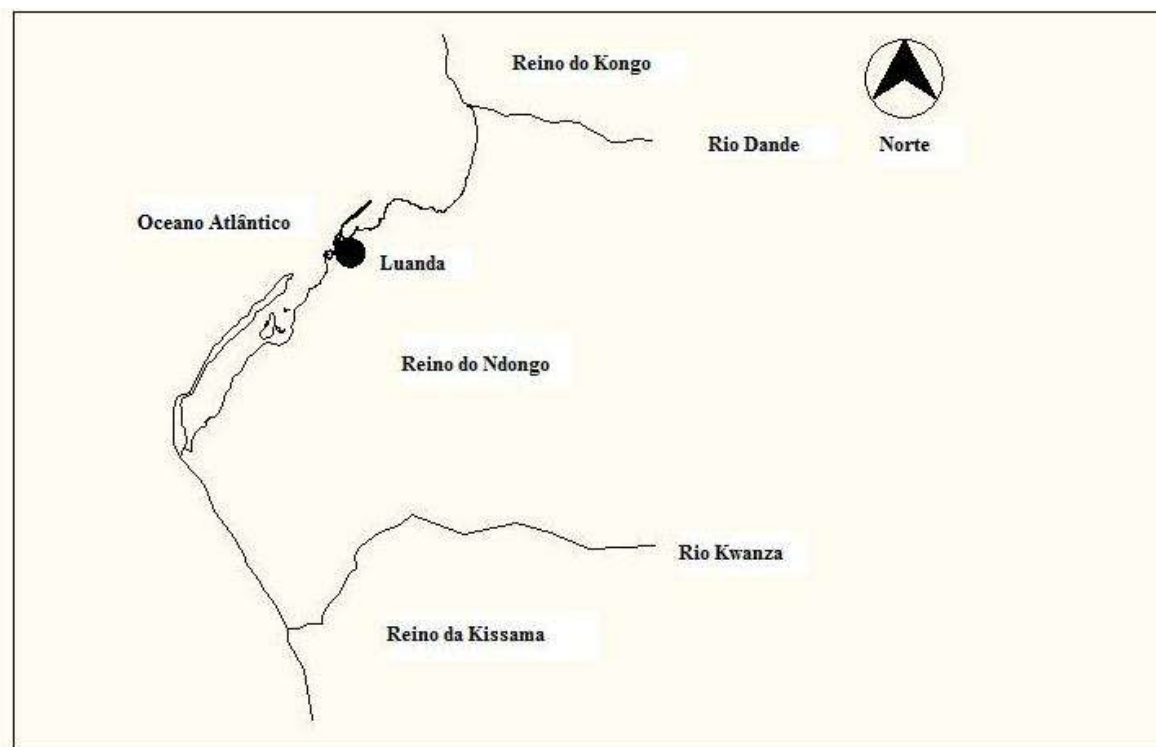 Reino do Kongo
Rio Dande
Norte
Oceano Atlântico
Luanda
Reino do Ndongo
Rio Kwanza
Reino da Kissama